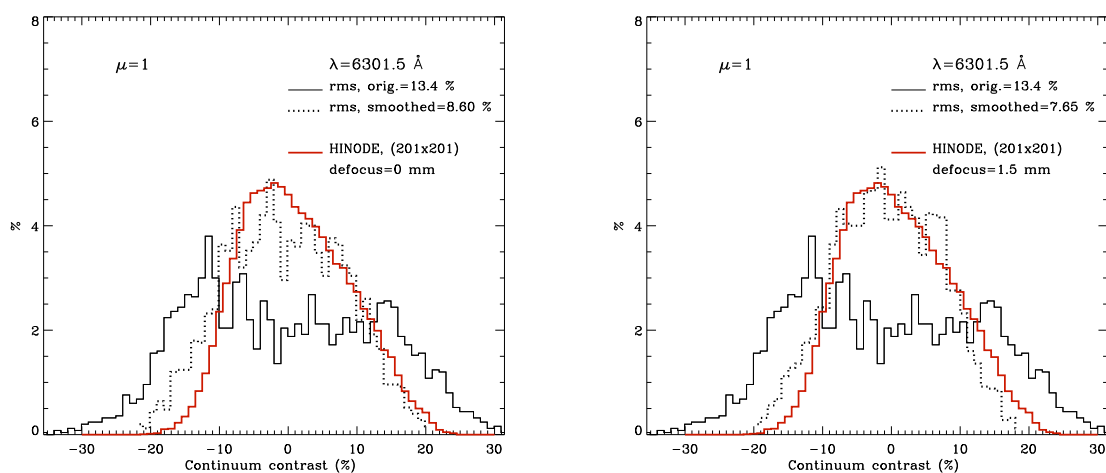 8
6
4
2
0
%
μ=1
λ=6301.5 Å
rms, orig.=13.4 %
rms, smoothed=8.60 %
HINODE, (201x201)
defocus=0 mm
−30 −20 −10 0 10 20 30
Continuum contrast (%)
8
6
4
2
0
%
μ=1
λ=6301.5 Å
rms, orig.=13.4 %
rms, smoothed=7.65 %
HINODE, (201x201)
defocus=1.5 mm
−30 −20 −10 0 10 20 30
Continuum contrast (%)